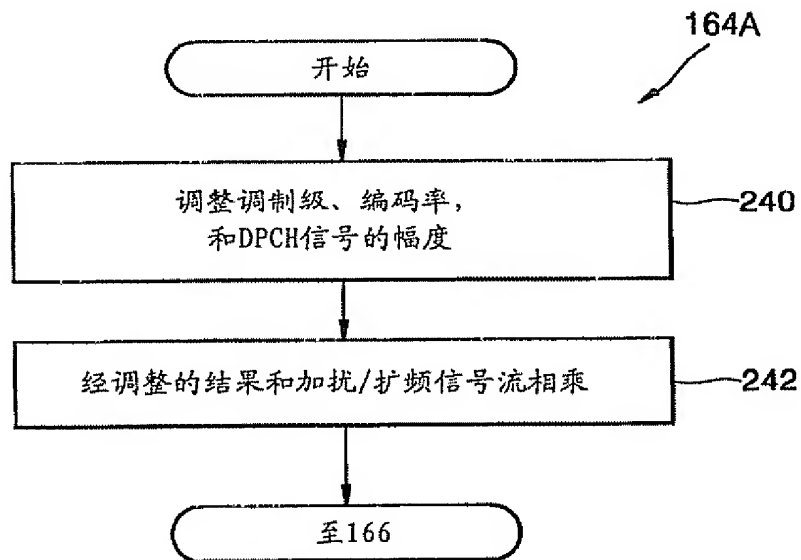 164A
开始
调整调制级、编码率,
和DPCH信号的幅度
240
经调整的结果和加扰/扩频信号流相乘
242
至166